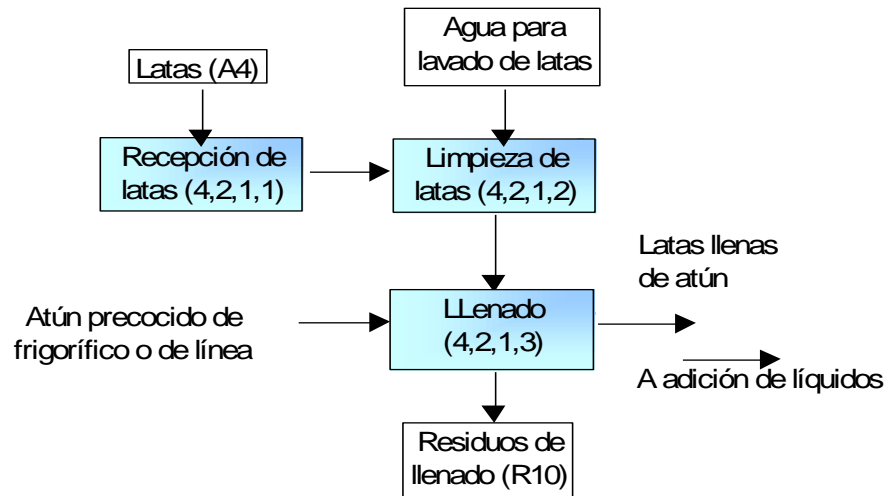 Latas (A4)
Agua para
lavado de latas
Recepción de
latas (4,2,1,1)
Limpieza de
latas (4,2,1,2)
Latas llenas
de atún
Atún precocido de
frigorífico o de línea
LLenado
(4,2,1,3)
A adición de líquidos
Residuos de
llenado (R10)